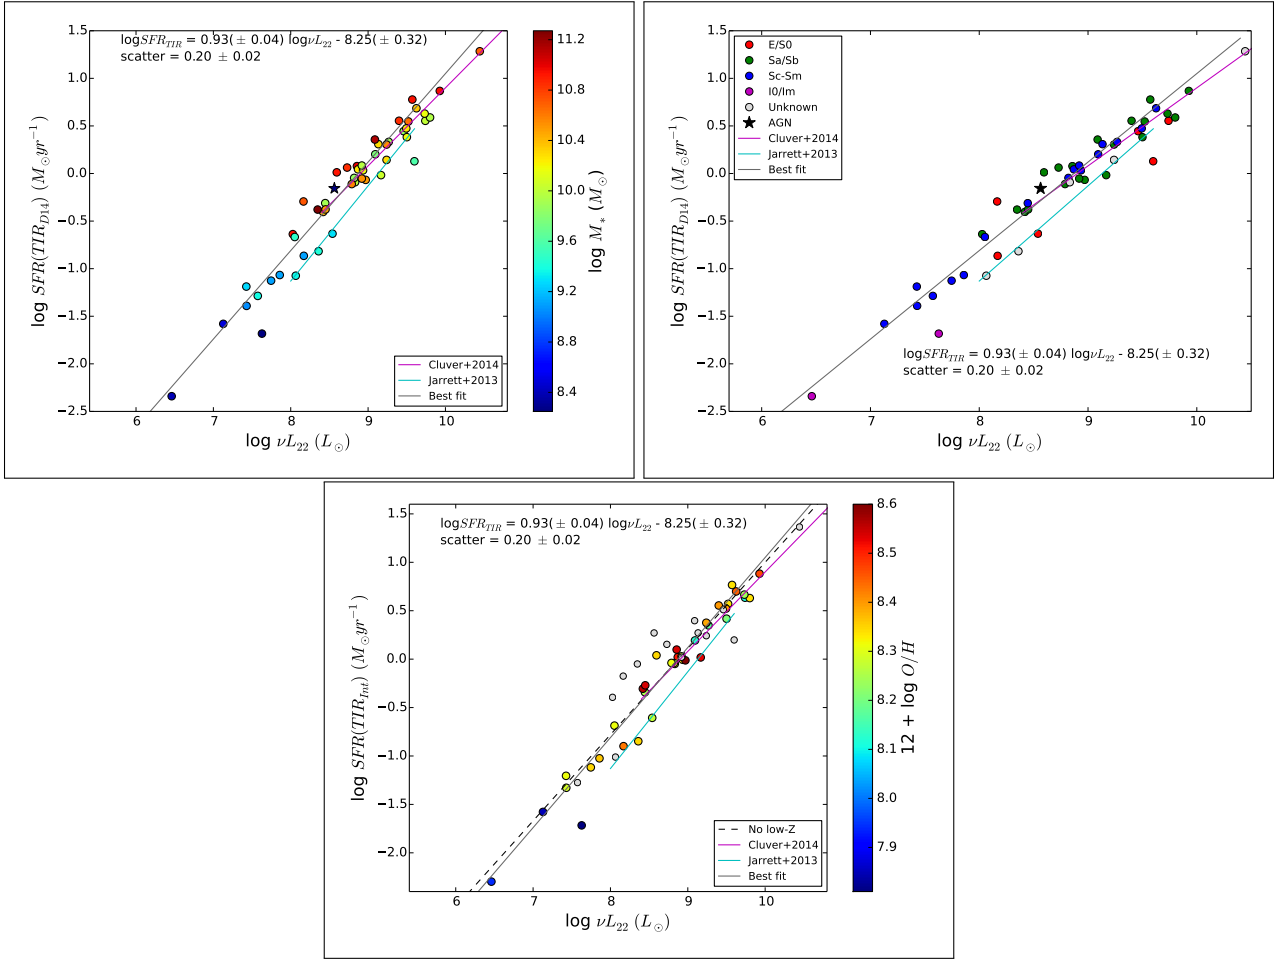 log SFR_TIR = 0.93(± 0.04) log νL_22 - 8.25(± 0.32)
scatter = 0.20 ± 0.02
1.5
1.0
0.5
0.0
−0.5
−1.0
−1.5
−2.0
−2.5
log SFR(TIR_D14) (M_⊙yr^−1)
6 7 8 9 10
log νL_22 (L_⊙)
Cluver+2014
Jarrett+2013
Best fit
11.2
10.8
10.4
10.0
9.6
9.2
8.8
8.4
log M_* (M_⊙)
E/S0
Sa/Sb
Sc-Sm
I0/Im
Unknown
AGN
Cluver+2014
Jarrett+2013
Best fit
1.5
1.0
0.5
0.0
−0.5
−1.0
−1.5
−2.0
−2.5
log SFR(TIR_D14) (M_⊙yr^−1)
log SFR_TIR = 0.93(± 0.04) log νL_22 - 8.25(± 0.32)
scatter = 0.20 ± 0.02
6 7 8 9 10
log νL_22 (L_⊙)
log SFR_TIR = 0.93(± 0.04) log νL_22 - 8.25(± 0.32)
scatter = 0.20 ± 0.02
1.0
0.5
0.0
−0.5
−1.0
−1.5
−2.0
log SFR(TIR_Int) (M_⊙yr^−1)
6 7 8 9 10
log νL_22 (L_⊙)
No low-Z
Cluver+2014
Jarrett+2013
Best fit
8.6
8.5
8.4
8.3
8.2
8.1
8.0
7.9
12 + log O/H